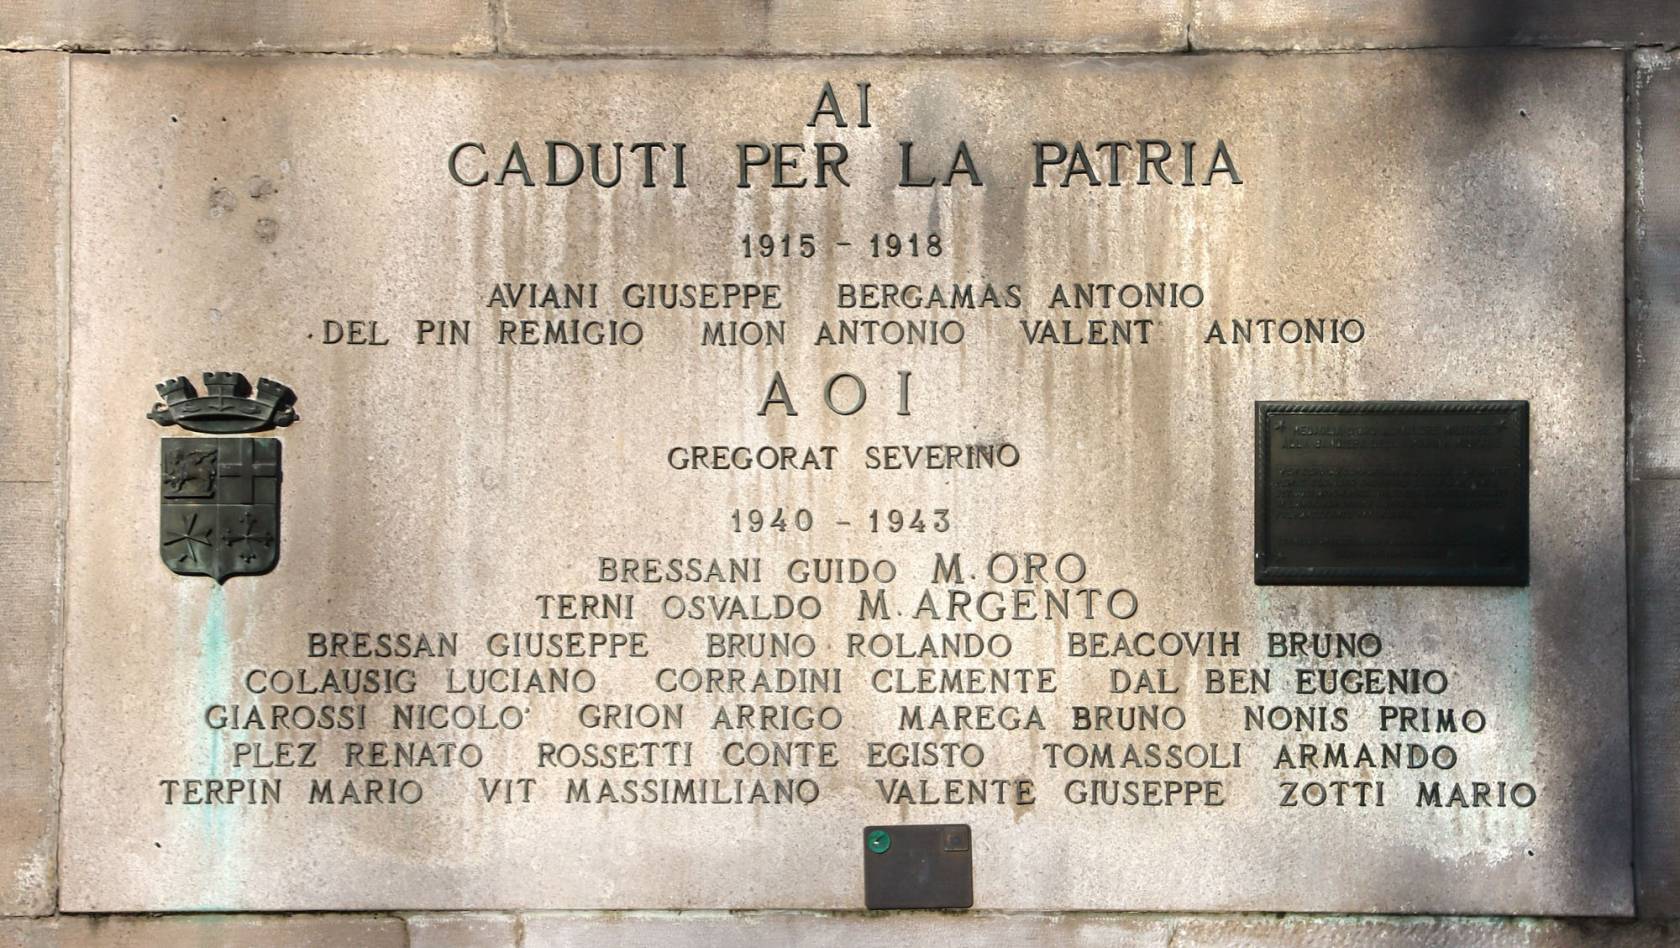 AI
CADUTI PER LA PATRIA
1915 - 1918
AVIANI GIUSEPPE BERGAMAS ANTONIO
DEL PIN REMIGIO MION ANTONIO VALENT ANTONIO
A O I
GREGORAT SEVERINO
1940 - 1943
BRESSANI GUIDO M. ORO
TERNI OSVALDO M. ARGENTO
BRESSAN GIUSEPPE BRUNO ROLANDO BEACOVIH BRUNO
COLAUSIG LUCIANO CORRADINI CLEMENTE DAL BEN EUGENIO
GIAROSSI NICOLO' GRION ARRIGO MAREGA BRUNO NONIS PRIMO
PLEZ RENATO ROSSETTI CONTE EGISTO TOMASSOLI ARMANDO
TERPIN MARIO VIT MASSIMILIANO VALENTE GIUSEPPE ZOTTI MARIO